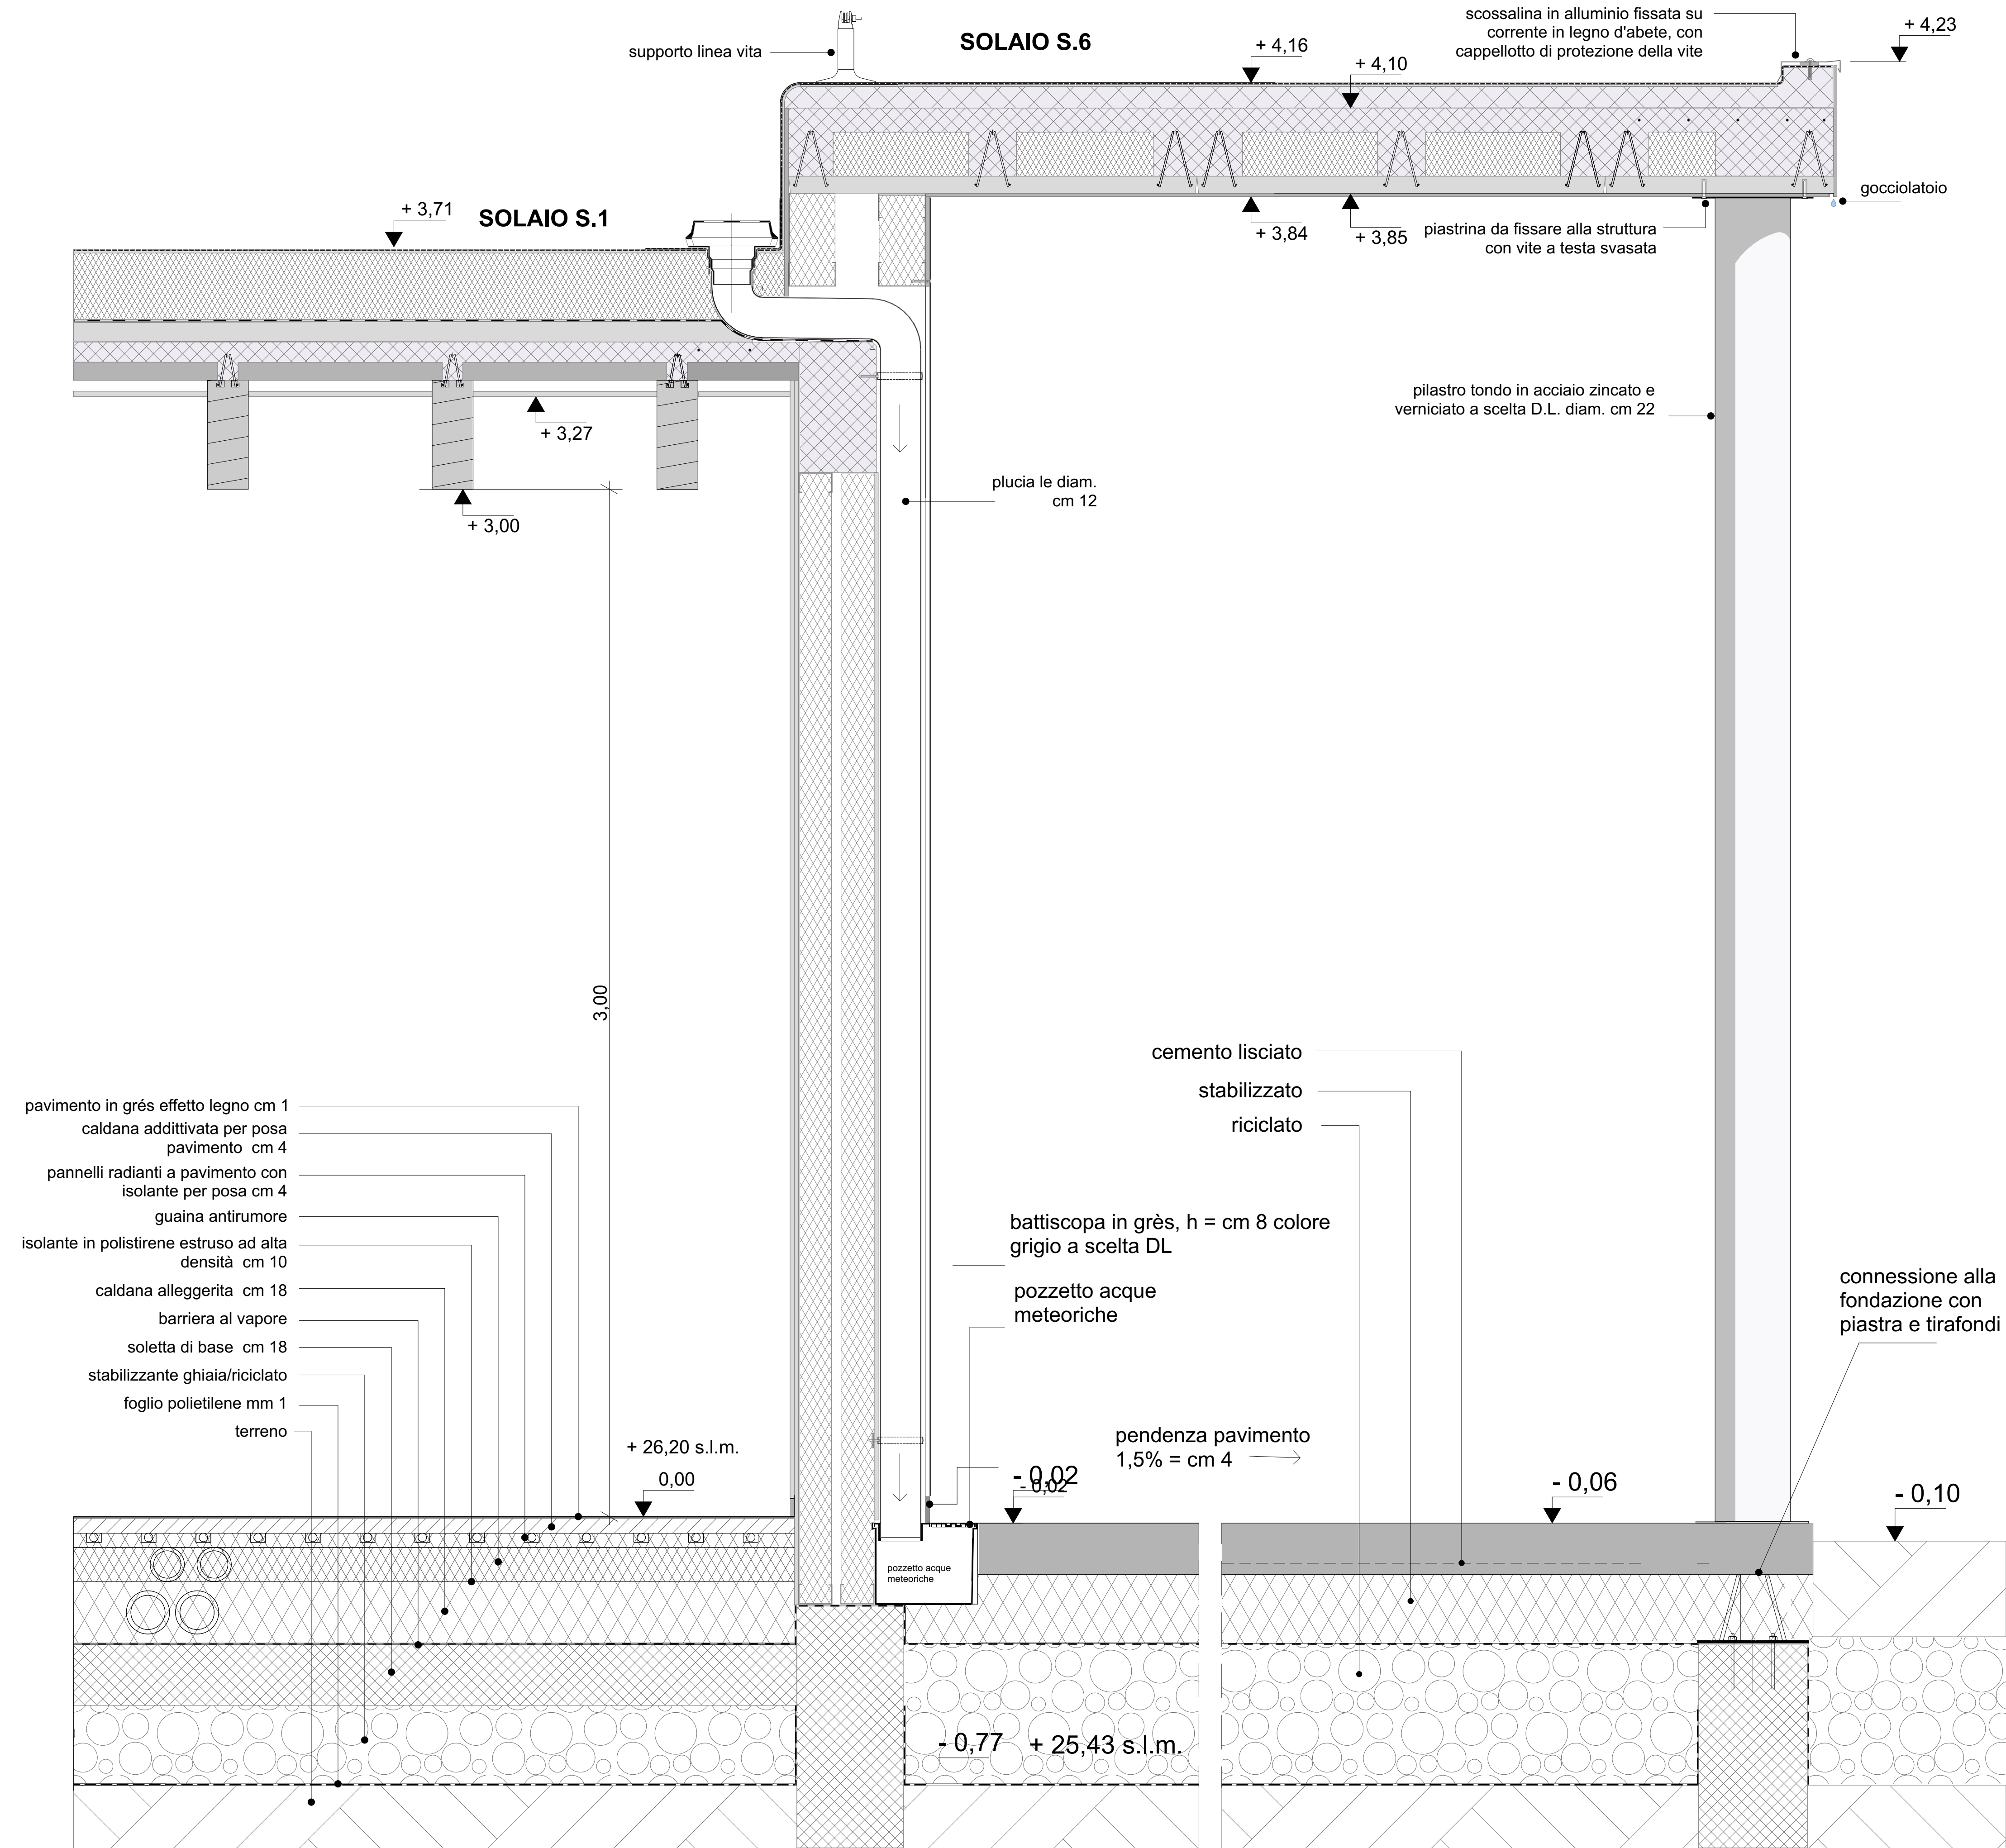 supporto linea vita
SOLAIO S.6
scossalina in alluminio fissata su
corrente in legno d'abete, con
cappellotto di protezione della vite
+ 4,23
+ 4,16
+ 4,10
gocciolatoio
+ 3,71
SOLAIO S.1
+ 3,84
+ 3,85
piastrina da fissare alla struttura
con vite a testa svasata
pilastro tondo in acciaio zincato e
verniciato a scelta D.L. diam. cm 22
+ 3,27
plucia le diam.
cm 12
+ 3,00
3,00
cemento lisciato
stabilizzato
riciclato
pavimento in grés effetto legno cm 1
caldana addittivata per posa
pavimento cm 4
pannelli radianti a pavimento con
isolante per posa cm 4
guaina antirumore
isolante in polistirene estruso ad alta
densità cm 10
caldana alleggerita cm 18
barriera al vapore
soletta di base cm 18
stabilizzante ghiaia/riciclato
foglio polietilene mm 1
terreno
battiscopa in grès, h = cm 8 colore
grigio a scelta DL
pozzetto acque
meteoriche
connessione alla
fondazione con
piastra e tirafondi
+ 26,20 s.l.m.
0,00
pendenza pavimento
1,5% = cm 4
- 0,02
- 0,02
- 0,06
- 0,10
pozzetto acque
meteoriche
- 0,77 + 25,43 s.l.m.